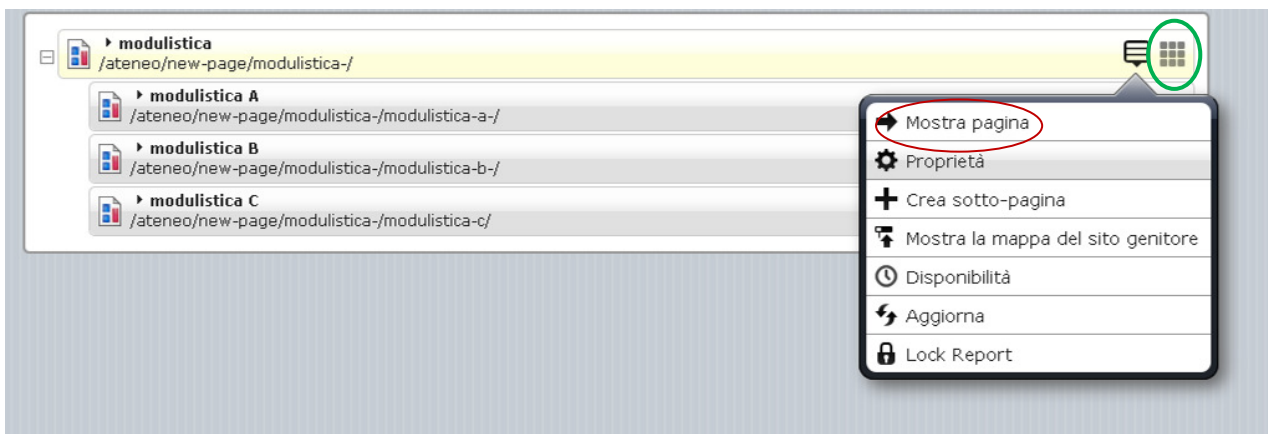 modulistica
/ateneo/new-page/modulistica-/
modulistica A
/ateneo/new-page/modulistica-/modulistica-a-/
modulistica B
/ateneo/new-page/modulistica-/modulistica-b-/
modulistica C
/ateneo/new-page/modulistica-/modulistica-c/
Mostra pagina
Proprietà
Crea sotto-pagina
Mostra la mappa del sito genitore
Disponibilità
Aggiorna
Lock Report